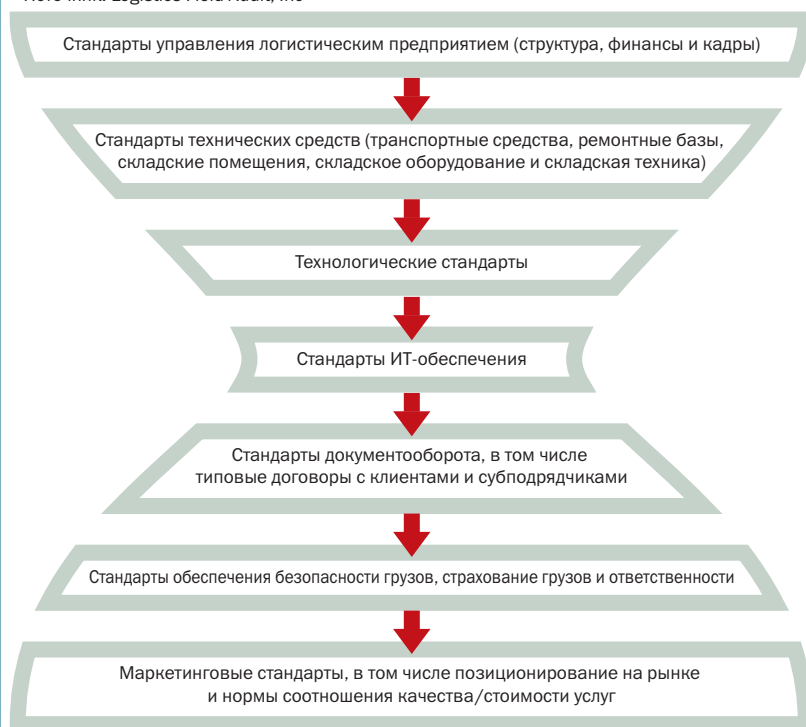 Стандарты управления логистическим предприятием (структура, финансы и кадры)
Стандарты технических средств (транспортные средства, ремонтные базы,
складские помещения, складское оборудование и складская техника)
Технологические стандарты
Стандарты ИТ-обеспечения
Стандарты документооборота, в том числе
типовые договоры с клиентами и субподрядчиками
Стандарты обеспечения безопасности грузов, страхование грузов и ответственности
Маркетинговые стандарты, в том числе позиционирование на рынке
и нормы соотношения качества/стоимости услуг